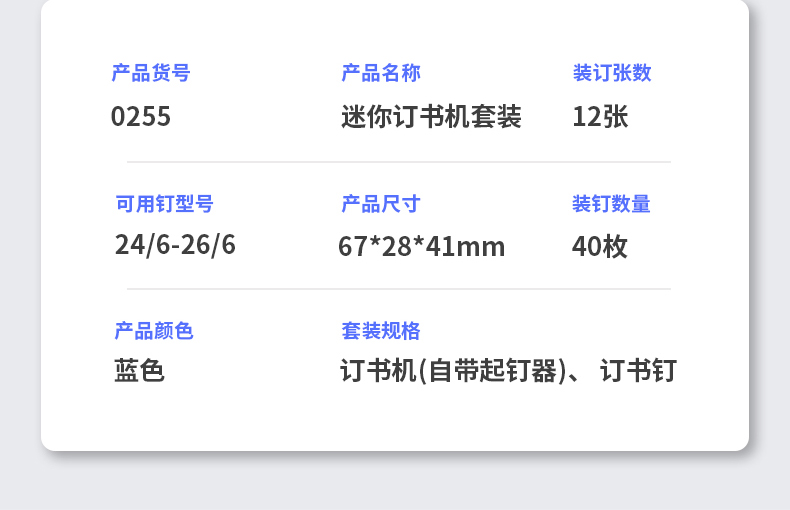 产品货号 产品名称 装订张数
0255 迷你订书机套装 12张
可用钉型号 产品尺寸 装钉数量
24/6-26/6 67*28*41mm 40枚
产品颜色 套装规格
蓝色 订书机(自带起钉器)、 订书钉